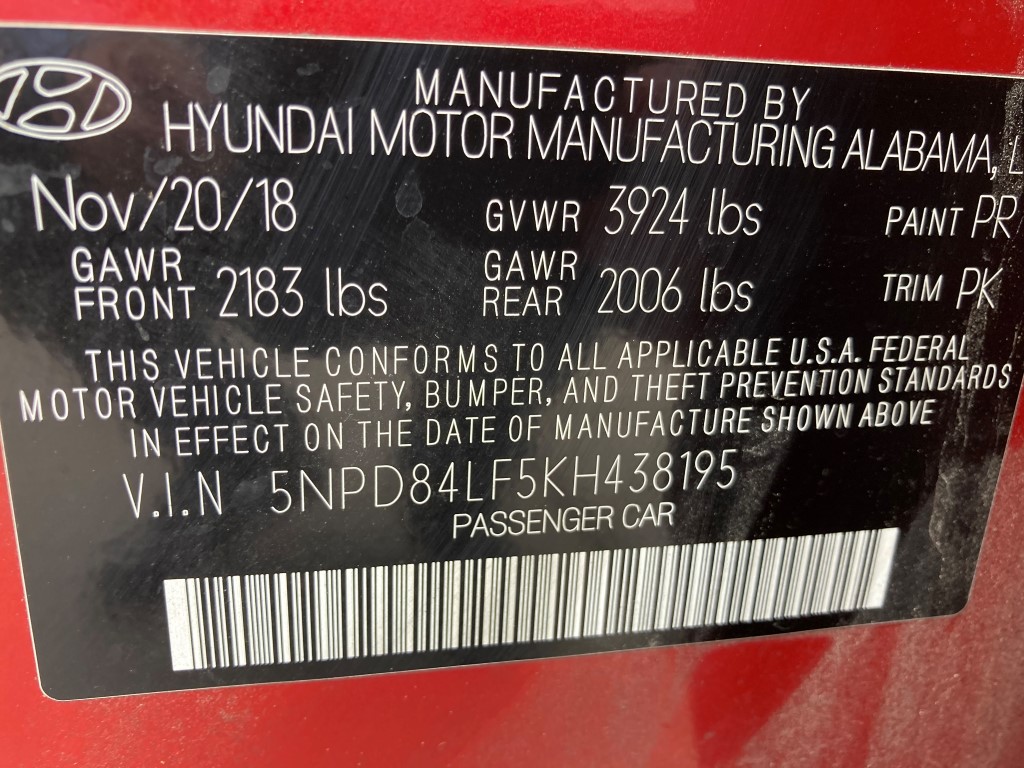 MANUFACTURED BY
HYUNDAI MOTOR MANUFACTURING ALABAMA, L
Nov/20/18 GVWR 3924 lbs PAINT PR
GAWR FRONT 2183 lbs GAWR REAR 2006 lbs TRIM PK
THIS VEHICLE CONFORMS TO ALL APPLICABLE U.S.A. FEDERAL
MOTOR VEHICLE SAFETY, BUMPER, AND THEFT PREVENTION STANDARDS
IN EFFECT ON THE DATE OF MANUFACTURE SHOWN ABOVE
V.I.N 5NPD84LF5KH438195
PASSENGER CAR